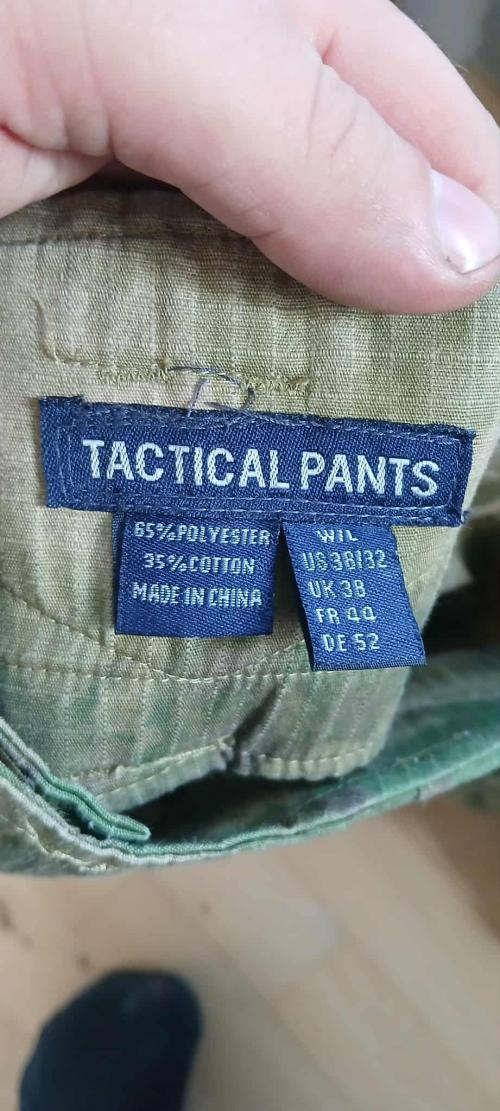 TACTICAL PANTS
65%POLYESTER
35%COTTON
MADE IN CHINA
W/L
US 38/32
UK 38
FR 44
DE 52